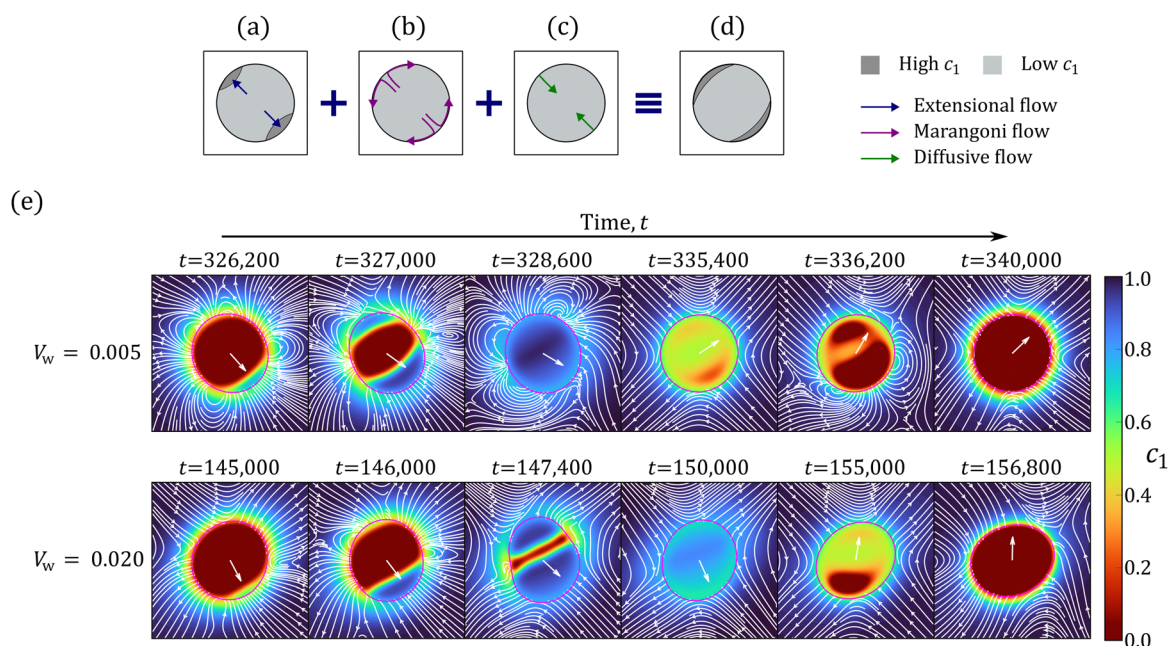 (a) (b) (c) (d)
+ + ≡
High c₁ Low c₁
Extensional flow
Marangoni flow
Diffusive flow
(e)
Time, t
t=326,200 t=327,000 t=328,600 t=335,400 t=336,200 t=340,000
V_w = 0.005
t=145,000 t=146,000 t=147,400 t=150,000 t=155,000 t=156,800
V_w = 0.020
1.0
0.8
0.6
c₁
0.4
0.2
0.0